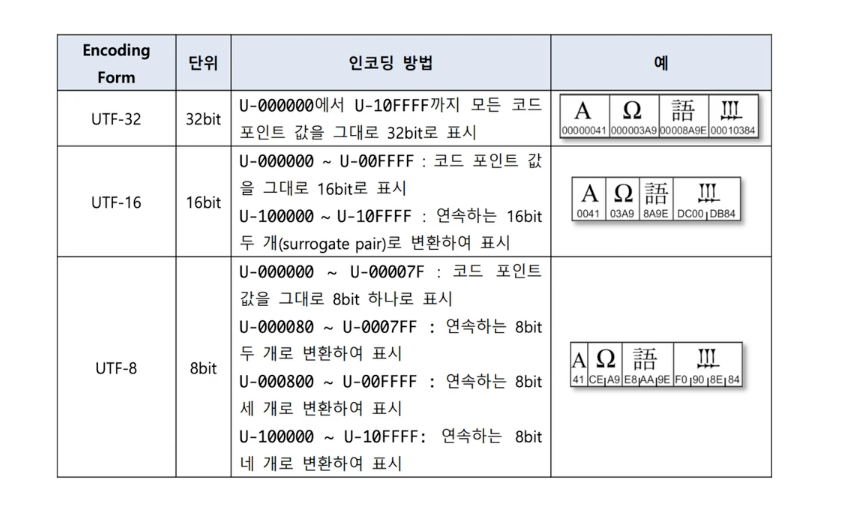 Encoding
Form
단위
인코딩 방법
예
UTF-32
32bit
U-000000에서 U-10FFFF까지 모든 코드
포인트 값을 그대로 32bit로 표시
A Ω 語 𐎄
00000041 000003A9 00008A9E 00010384
UTF-16
16bit
U-000000 ~ U-00FFFF : 코드 포인트 값
을 그대로 16bit로 표시
U-100000 ~ U-10FFFF : 연속하는 16bit
두 개(surrogate pair)로 변환하여 표시
A Ω 語 𐎄
0041 03A9 8A9E DC00 DB84
UTF-8
8bit
U-000000 ~ U-00007F : 코드 포인트
값을 그대로 8bit 하나로 표시
U-000080 ~ U-0007FF : 연속하는 8bit
두 개로 변환하여 표시
U-000800 ~ U-00FFFF : 연속하는 8bit
세 개로 변환하여 표시
U-100000 ~ U-10FFFF: 연속하는 8bit
네 개로 변환하여 표시
A Ω 語 𐎄
41 CE A9 E8 AA 9E F0 90 8E 84